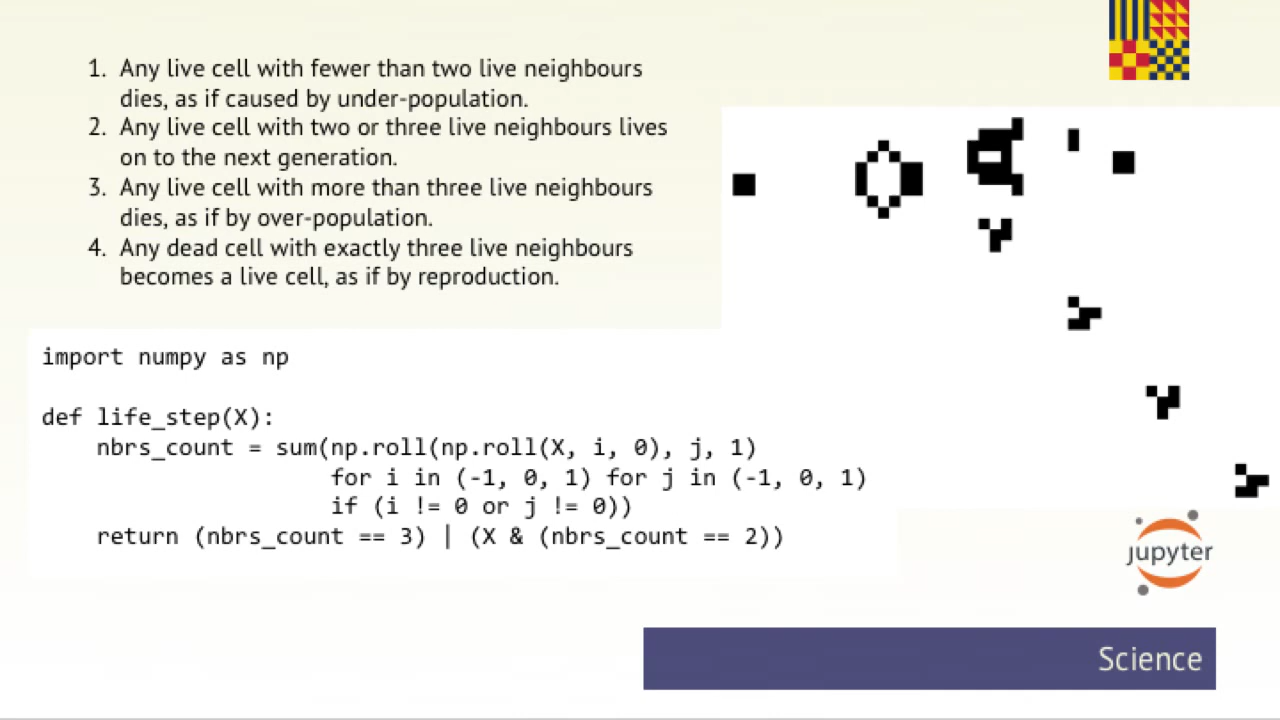 1. Any live cell with fewer than two live neighbours
dies, as if caused by under-population.
2. Any live cell with two or three live neighbours lives
on to the next generation.
3. Any live cell with more than three live neighbours
dies, as if by over-population.
4. Any dead cell with exactly three live neighbours
becomes a live cell, as if by reproduction.
import numpy as np
def life_step(X):
    nbrs_count = sum(np.roll(np.roll(X, i, 0), j, 1)
                     for i in (-1, 0, 1) for j in (-1, 0, 1)
                     if (i != 0 or j != 0))
    return (nbrs_count == 3) | (X & (nbrs_count == 2))
jupyter
Science